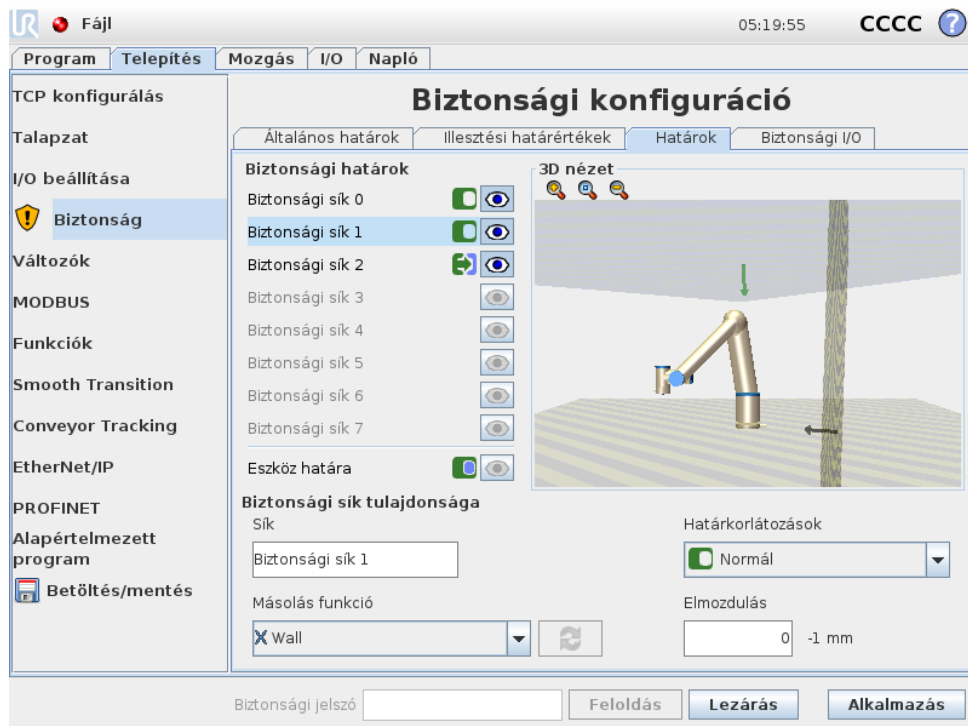 UR Fájl 05:19:55 CCCC ?
Program Telepítés Mozgás I/O Napló
TCP konfigurálás
Talapzat
I/O beállítása
Biztonság
Változók
MODBUS
Funkciók
Smooth Transition
Conveyor Tracking
EtherNet/IP
PROFINET
Alapértelmezett
program
Betöltés/mentés
Biztonsági konfiguráció
Általános határok Illesztési határértékek Határok Biztonsági I/O
Biztonsági határok
Biztonsági sík 0
Biztonsági sík 1
Biztonsági sík 2
Biztonsági sík 3
Biztonsági sík 4
Biztonsági sík 5
Biztonsági sík 6
Biztonsági sík 7
Eszköz határa
3D nézet
Biztonsági sík tulajdonsága
Sík Határkorlátozások
Biztonsági sík 1 Normál
Másolás funkció Elmozdulás
Wall 0 -1 mm
Biztonsági jelszó Feloldás Lezárás Alkalmazás